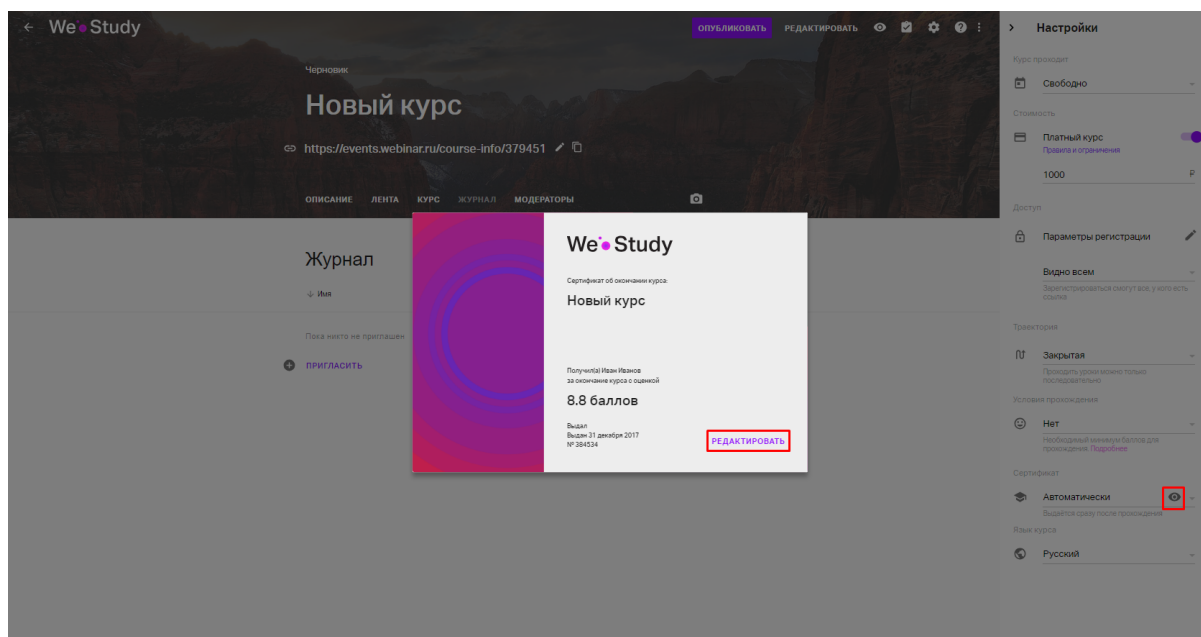 We Study
ОПУБЛИКОВАТЬ
РЕДАКТИРОВАТЬ
Черновик
Новый курс
https://events.webinar.ru/course-info/379451
ОПИСАНИЕ
ЛЕНТА
КУРС
ЖУРНАЛ
МОДЕРАТОРЫ
Журнал
Имя
Пока никто не приглашен
ПРИГЛАСИТЬ
We Study
Сертификат об окончании курса:
Новый курс
Получил(а) Иван Иванов
за окончание курса с оценкой
8.8 баллов
Выдал
Выдан 31 декабря 2017
№ 384534
РЕДАКТИРОВАТЬ
Настройки
Курс проходит
Свободно
Стоимость
Платный курс
Правила и ограничения
1000
₽
Доступ
Параметры регистрации
Видно всем
Зарегистрироваться смогут все, у кого есть
ссылка
Траектория
Закрытая
Проходить уроки можно только
последовательно
Условия прохождения
Нет
Необходимый минимум баллов для
прохождения. Подробнее
Сертификат
Автоматически
Выдаётся сразу после прохождения
Язык курса
Русский